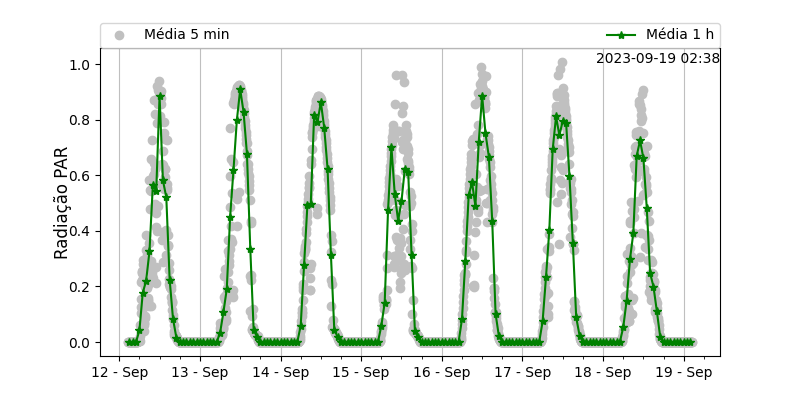 Média 5 min
Média 1 h
2023-09-19 02:38
Radiação PAR
1.0
0.8
0.6
0.4
0.2
0.0
12 - Sep
13 - Sep
14 - Sep
15 - Sep
16 - Sep
17 - Sep
18 - Sep
19 - Sep